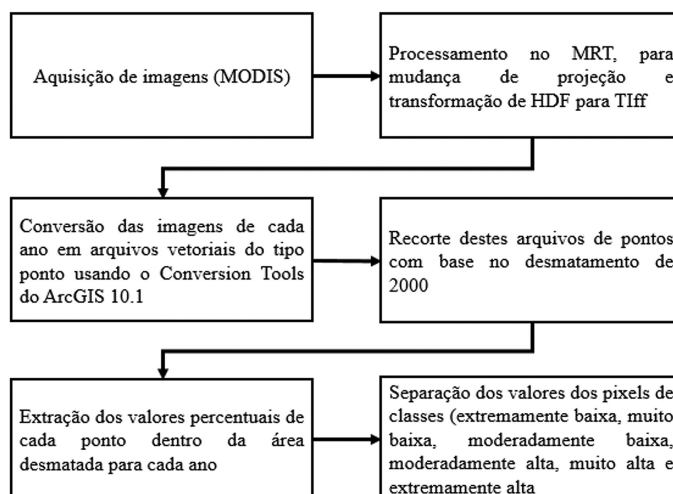 Aquisição de imagens (MODIS)
Processamento no MRT, para
mudança de projeção e
transformação de HDF para TIff
Conversão das imagens de cada
ano em arquivos vetoriais do tipo
ponto usando o Conversion Tools
do ArcGIS 10.1
Recorte destes arquivos de pontos
com base no desmatamento de
2000
Extração dos valores percentuais de
cada ponto dentro da área
desmatada para cada ano
Separação dos valores dos pixels de
classes (extremamente baixa, muito
baixa, moderadamente baixa,
moderadamente alta, muito alta e
extremamente alta